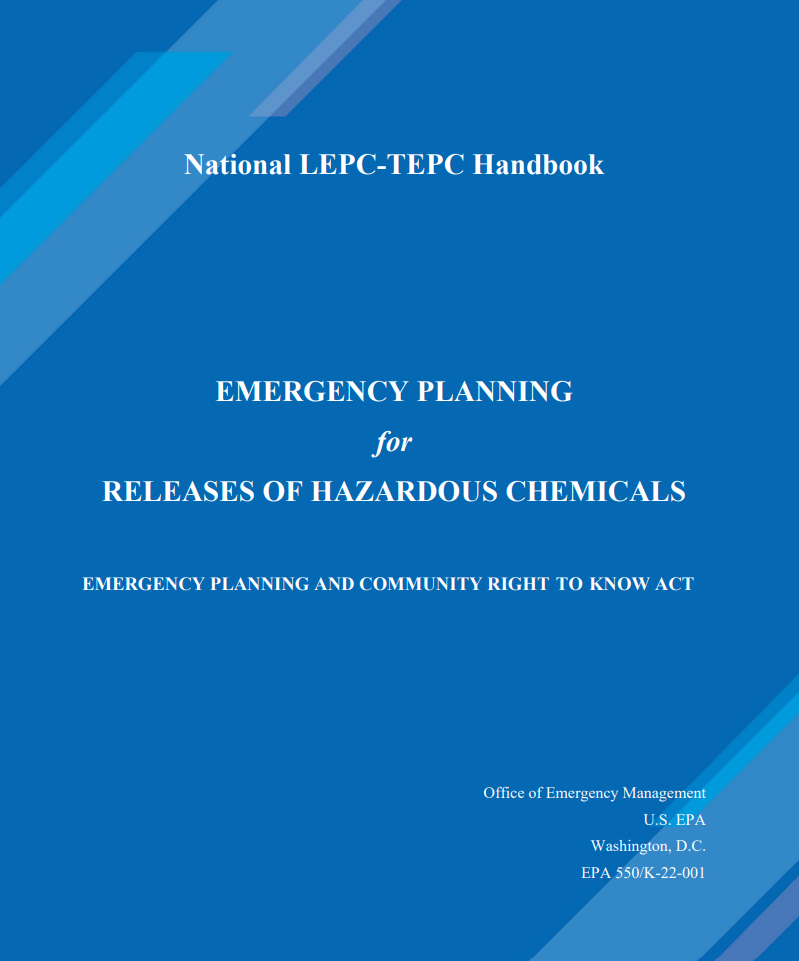 National LEPC-TEPC Handbook
EMERGENCY PLANNING
for
RELEASES OF HAZARDOUS CHEMICALS
EMERGENCY PLANNING AND COMMUNITY RIGHT TO KNOW ACT
Office of Emergency Management
U.S. EPA
Washington, D.C.
EPA 550/K-22-001